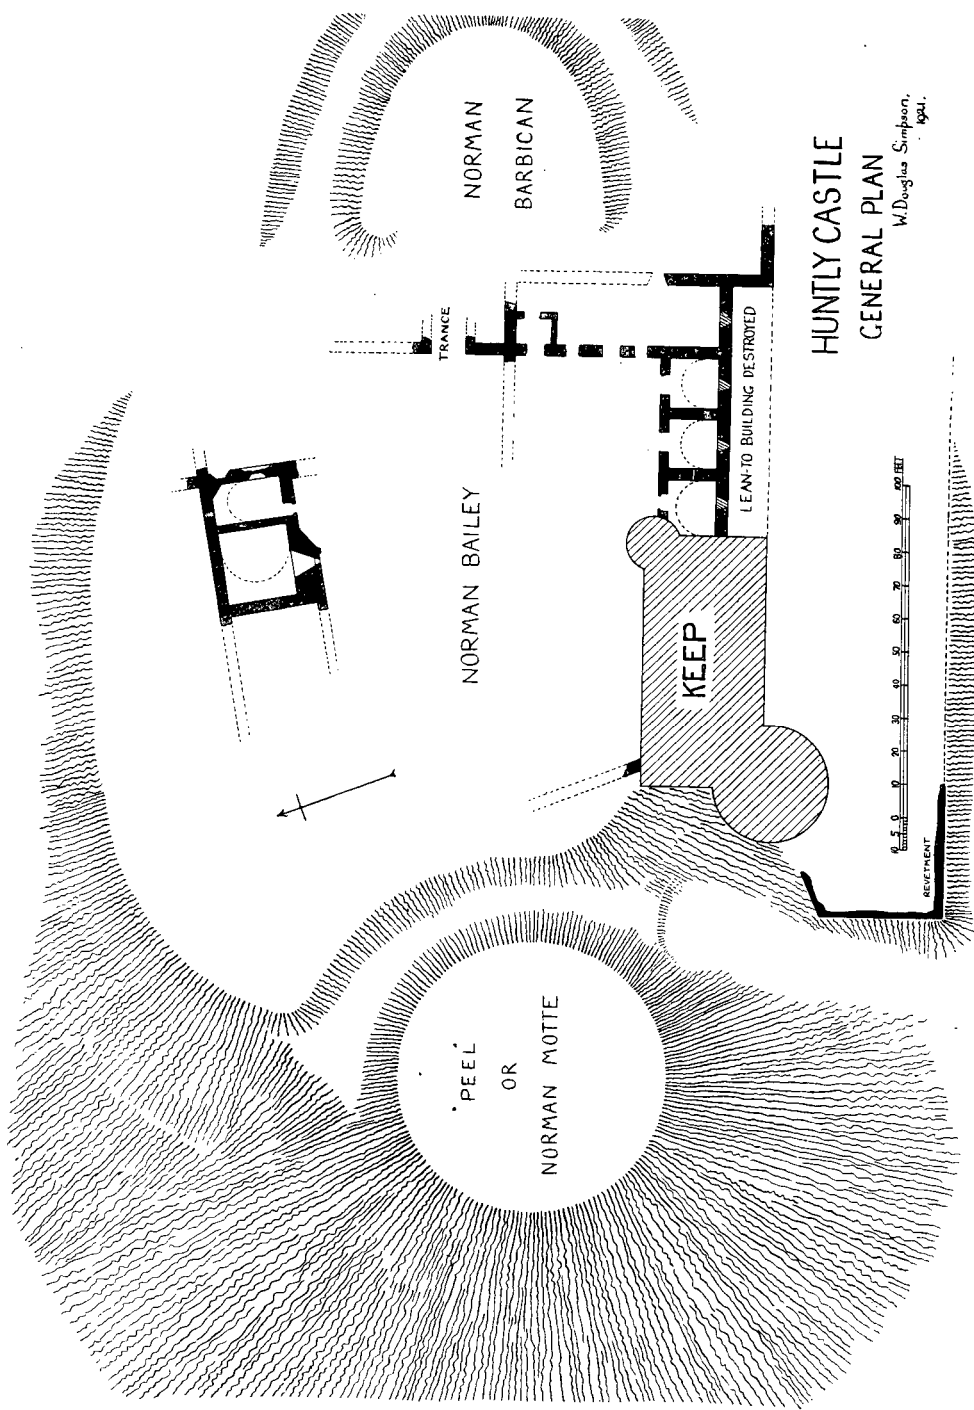 HUNTLY CASTLE
GENERAL PLAN
W. Douglas Simpson,
1921.
NORMAN
BARBICAN
TRANCE
NORMAN BAILEY
LEAN-TO BUILDING DESTROYED
KEEP
'PEEL'
OR
NORMAN MOTTE
REVETMENT
10 5 0 10 20 30 40 50 60 70 80 90 100 FEET